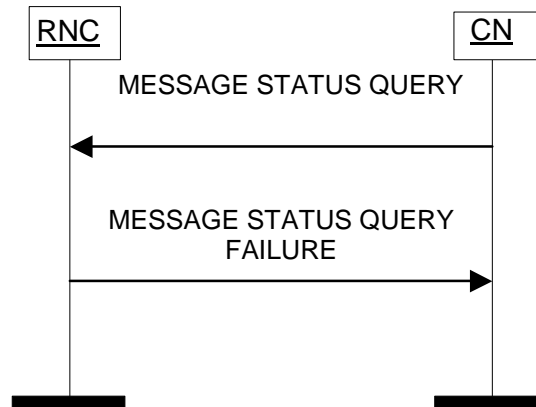 RNC
CN
MESSAGE STATUS QUERY
MESSAGE STATUS QUERY
FAILURE